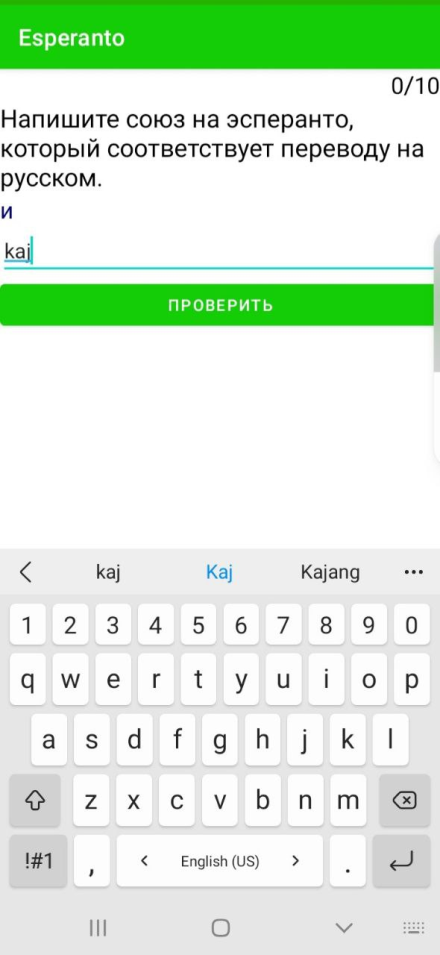 Esperanto
0/10
Напишите союз на эсперанто,
который соответствует переводу на
русском.
и
kaj
ПРОВЕРИТЬ
kaj Kaj Kajang
1 2 3 4 5 6 7 8 9 0
q w e r t y u i o p
a s d f g h j k l
z x c v b n m
!#1 , English (US) .